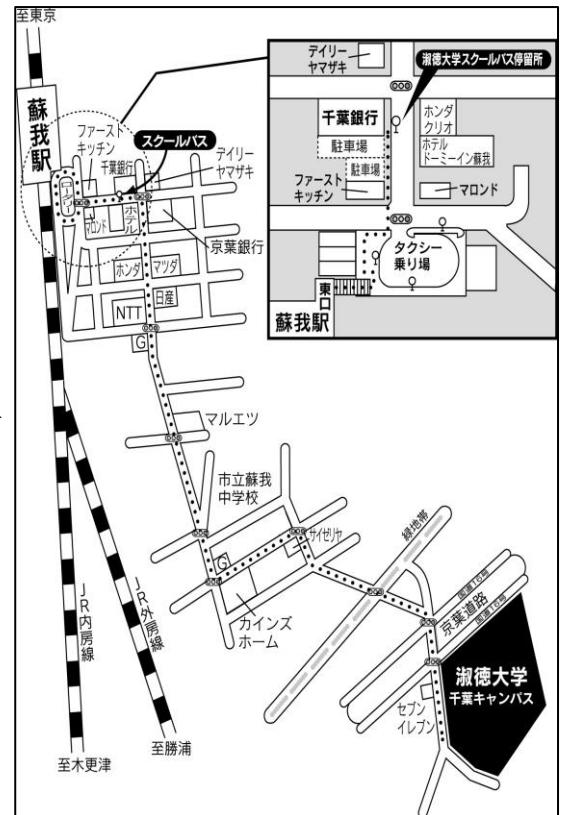 至東京
蘇我駅
ファースト
キッチン
千葉銀行
スクールバス
デイリー
ヤマザキ
ロータリー
マロンド
ホテル
京葉銀行
ホンダ
マツダ
NTT
日産
G
マルエツ
市立蘇我
中学校
サイゼリヤ
G
カインズ
ホーム
緑地帯
国道16号
京葉道路
国道16号
淑徳大学
千葉キャンパス
セブン
イレブン
JR内房線
JR外房線
至勝浦
至木更津
デイリー
ヤマザキ
淑徳大学スクールバス停留所
千葉銀行
駐車場
駐車場
ホンダ
クリオ
ホテル
ドーミーイン蘇我
ファースト
キッチン
マロンド
タクシー
乗り場
東口
蘇我駅